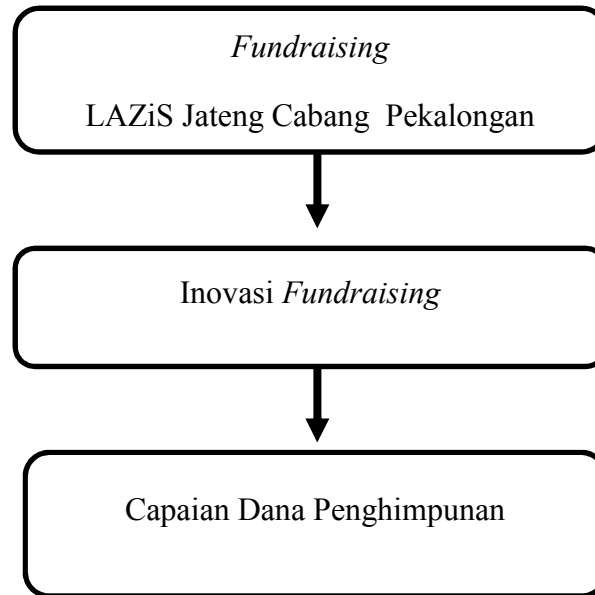 Fundraising
LAZiS Jateng Cabang Pekalongan
Inovasi Fundraising
Capaian Dana Penghimpunan